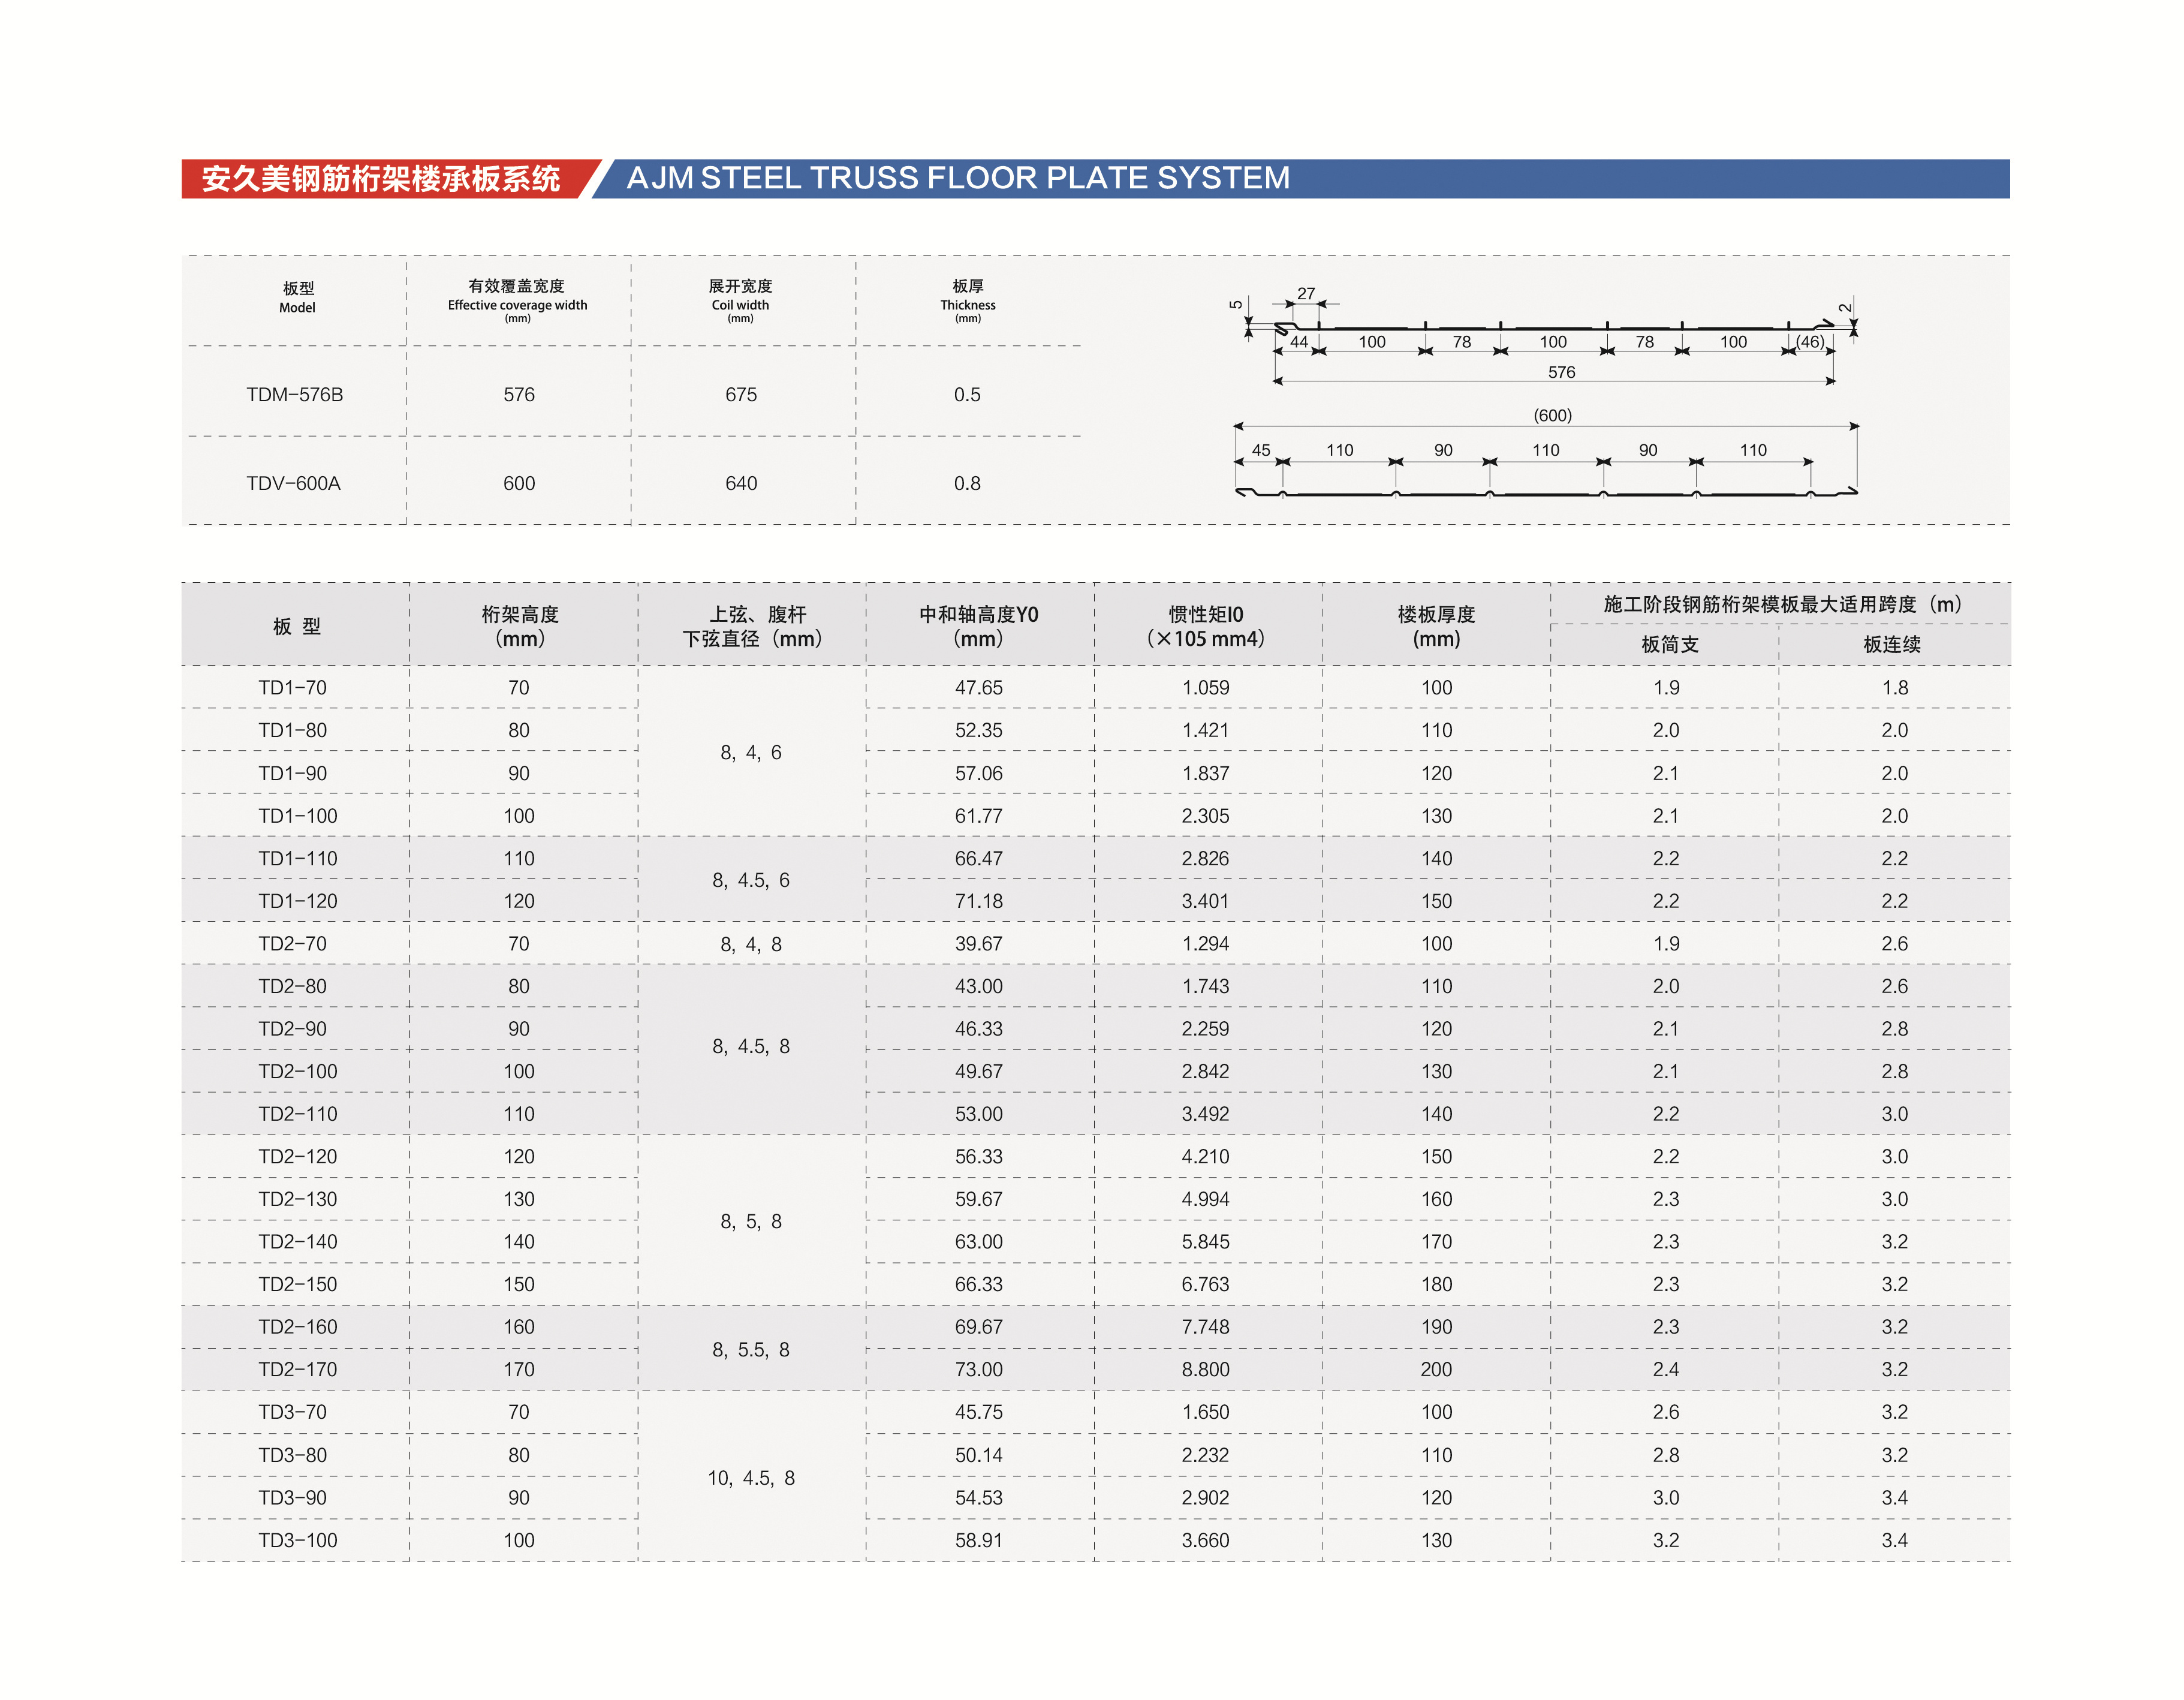 安久美钢筋桁架楼承板系统 AJM STEEL TRUSS FLOOR PLATE SYSTEM
板型 有效覆盖宽度 展开宽度 板厚
Model Effective coverage width Coil width Thickness
(mm) (mm) (mm)
TDM-576B 576 675 0.5
TDV-600A 600 640 0.8
5 27 2
44 100 78 100 78 100 (46)
576
(600)
45 110 90 110 90 110
板 型 桁架高度 上弦、腹杆 中和轴高度Y0 惯性矩I0 楼板厚度 施工阶段钢筋桁架模板最大适用跨度（m）
（mm） 下弦直径（mm） （mm） （×105 mm4） (mm) 板简支 板连续
TD1-70 70 47.65 1.059 100 1.9 1.8
TD1-80 80 52.35 1.421 110 2.0 2.0
8, 4, 6
TD1-90 90 57.06 1.837 120 2.1 2.0
TD1-100 100 61.77 2.305 130 2.1 2.0
TD1-110 110 66.47 2.826 140 2.2 2.2
8, 4.5, 6
TD1-120 120 71.18 3.401 150 2.2 2.2
TD2-70 70 8, 4, 8 39.67 1.294 100 1.9 2.6
TD2-80 80 43.00 1.743 110 2.0 2.6
TD2-90 90 46.33 2.259 120 2.1 2.8
8, 4.5, 8
TD2-100 100 49.67 2.842 130 2.1 2.8
TD2-110 110 53.00 3.492 140 2.2 3.0
TD2-120 120 56.33 4.210 150 2.2 3.0
TD2-130 130 59.67 4.994 160 2.3 3.0
8, 5, 8
TD2-140 140 63.00 5.845 170 2.3 3.2
TD2-150 150 66.33 6.763 180 2.3 3.2
TD2-160 160 69.67 7.748 190 2.3 3.2
8, 5.5, 8
TD2-170 170 73.00 8.800 200 2.4 3.2
TD3-70 70 45.75 1.650 100 2.6 3.2
TD3-80 80 50.14 2.232 110 2.8 3.2
10, 4.5, 8
TD3-90 90 54.53 2.902 120 3.0 3.4
TD3-100 100 58.91 3.660 130 3.2 3.4